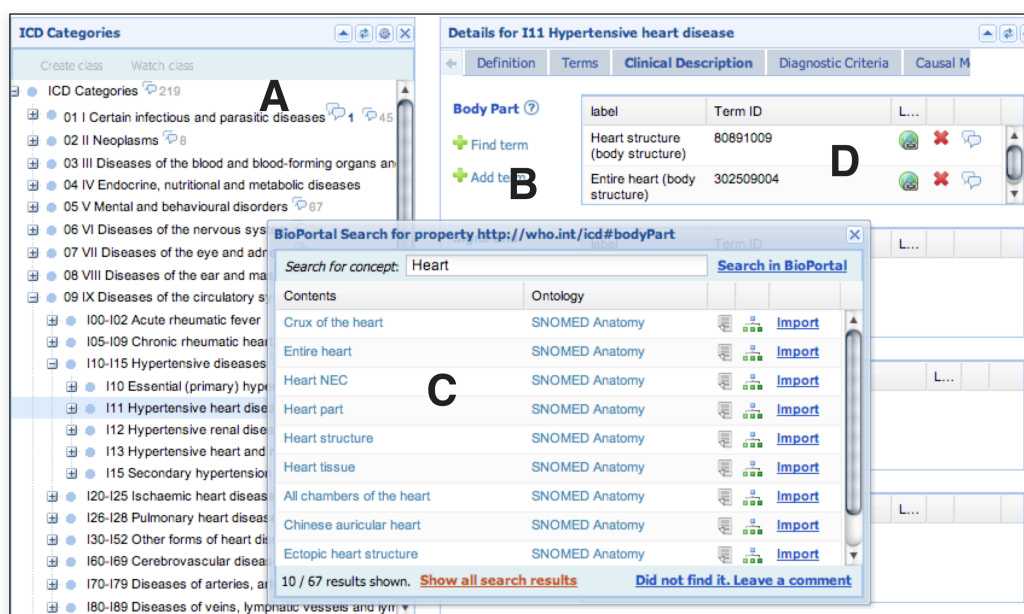 ICD Categories
Create class Watch class
ICD Categories 219
A
01 I Certain infectious and parasitic diseases 1 45
02 II Neoplasms 8
03 III Diseases of the blood and blood-forming organs an
04 IV Endocrine, nutritional and metabolic diseases
05 V Mental and behavioural disorders 67
06 VI Diseases of the nervous sys
07 VII Diseases of the eye and adn
08 VIII Diseases of the ear and ma
09 IX Diseases of the circulatory s
I00-I02 Acute rheumatic fever
I05-I09 Chronic rheumatic hear
I10-I15 Hypertensive diseases
I10 Essential (primary) hype
I11 Hypertensive heart dise
I12 Hypertensive renal dise
I13 Hypertensive heart and
I15 Secondary hypertension
I20-I25 Ischaemic heart diseas
I26-I28 Pulmonary heart diseas
I30-I52 Other forms of heart dis
I60-I69 Cerebrovascular diseas
I70-I79 Diseases of arteries, ar
I80-I89 Diseases of veins, lymphatic vessels and lym
Details for I11 Hypertensive heart disease
Definition Terms Clinical Description Diagnostic Criteria Causal M
Body Part ?
Find term
Add term
B
label Term ID L...
Heart structure 80891009
(body structure)
D
Entire heart (body 302509004
structure)
label Term ID L...
L...
L...
BioPortal Search for property http://who.int/icd#bodyPart
Search for concept: Heart Search in BioPortal
Contents Ontology
Crux of the heart SNOMED Anatomy Import
Entire heart SNOMED Anatomy Import
Heart NEC SNOMED Anatomy Import
C
Heart part SNOMED Anatomy Import
Heart structure SNOMED Anatomy Import
Heart tissue SNOMED Anatomy Import
All chambers of the heart SNOMED Anatomy Import
Chinese auricular heart SNOMED Anatomy Import
Ectopic heart structure SNOMED Anatomy Import
10 / 67 results shown. Show all search results Did not find it. Leave a comment